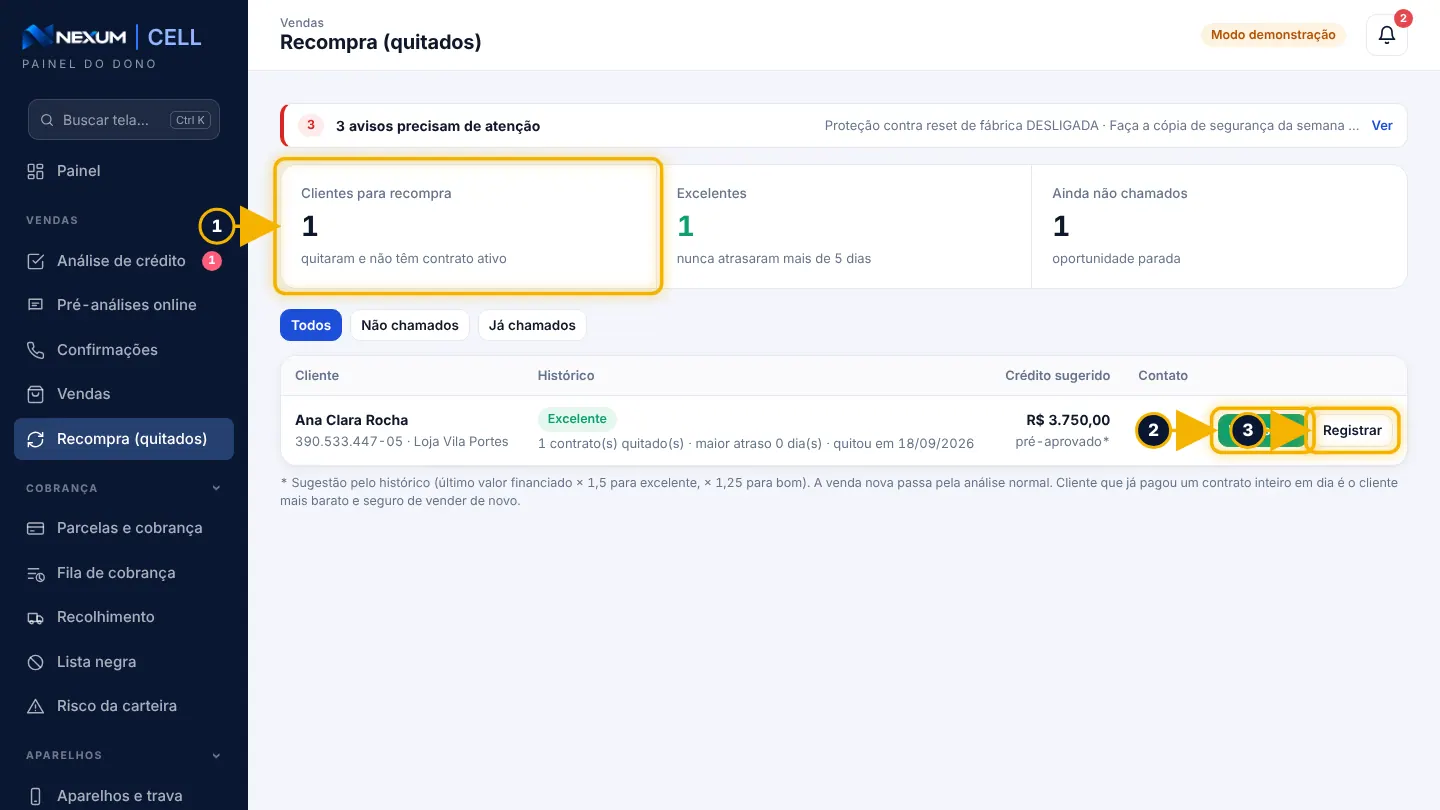 NEXUM | CELL
PAINEL DO DONO
Buscar tela... Ctrl K
Painel
VENDAS
Análise de crédito 1
Pré-análises online
Confirmações
Vendas
Recompra (quitados)
COBRANÇA
Parcelas e cobrança
Fila de cobrança
Recolhimento
Lista negra
Risco da carteira
APARELHOS
Aparelhos e trava
Vendas
Recompra (quitados)
Modo demonstração
2
3 3 avisos precisam de atenção
Proteção contra reset de fábrica DESLIGADA · Faça a cópia de segurança da semana ... Ver
1
Clientes para recompra
1
quitaram e não têm contrato ativo
Excelentes
1
nunca atrasaram mais de 5 dias
Ainda não chamados
1
oportunidade parada
Todos Não chamados Já chamados
Cliente Histórico Crédito sugerido Contato
Ana Clara Rocha
390.533.447-05 · Loja Vila Portes
Excelente
1 contrato(s) quitado(s) · maior atraso 0 dia(s) · quitou em 18/09/2026
R$ 3.750,00
pré-aprovado*
2 3 Registrar
* Sugestão pelo histórico (último valor financiado × 1,5 para excelente, × 1,25 para bom). A venda nova passa pela análise normal. Cliente que já pagou um contrato inteiro em dia é o cliente
mais barato e seguro de vender de novo.